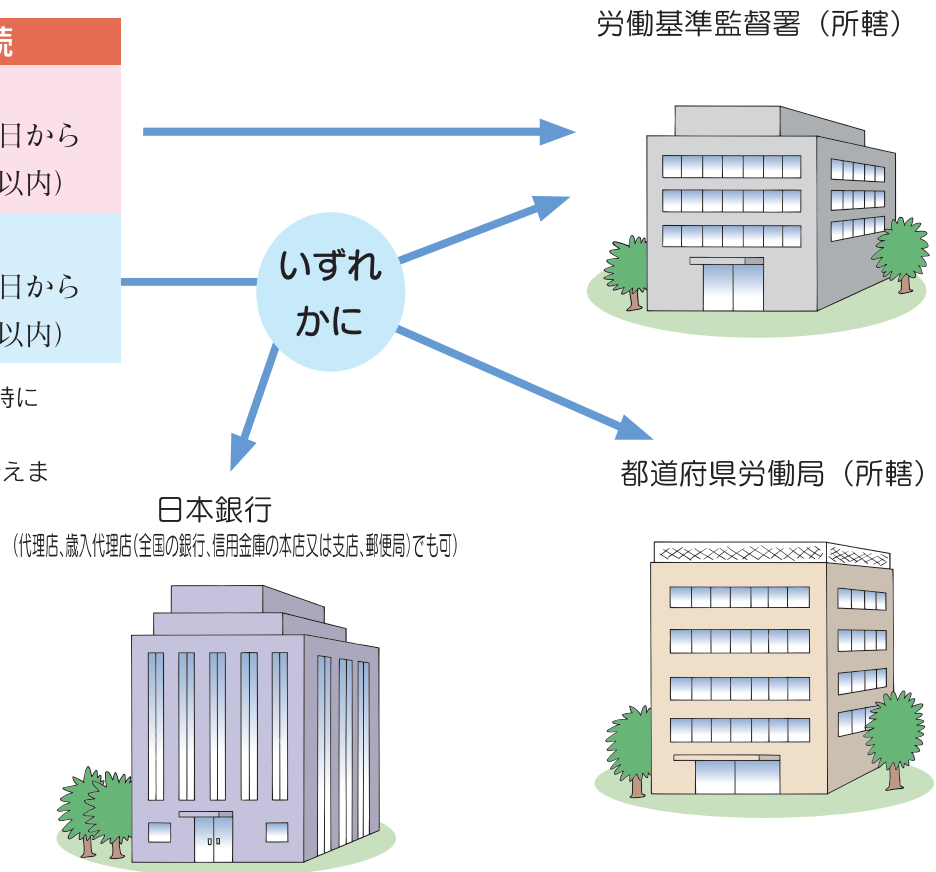 続
日から
以内）
日から
以内）
時に
えま
いずれ
かに
労働基準監督署（所轄）
都道府県労働局（所轄）
日本銀行
（代理店、歳入代理店（全国の銀行、信用金庫の本店又は支店、郵便局）でも可）